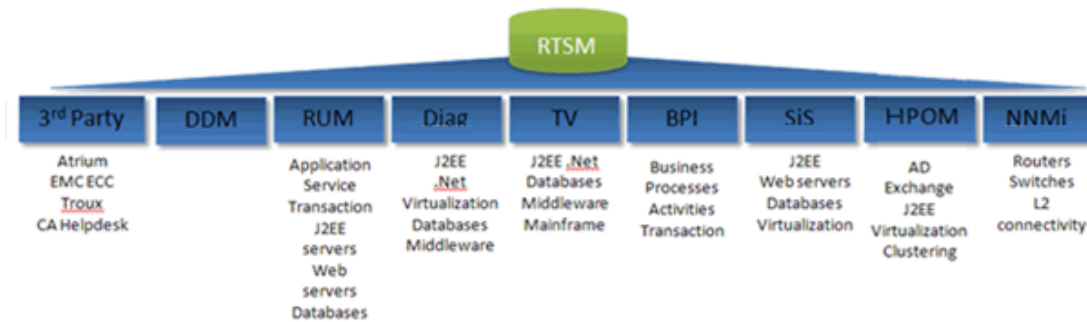 RTSM
3rd Party
Atrium
EMC ECC
Troux
CA Helpdesk
DDM
RUM
Application
Service
Transaction
J2EE
servers
Web
servers
Databases
Diag
J2EE
.Net
Virtualization
Databases
Middleware
TV
J2EE .Net
Databases
Middleware
Mainframe
BPI
Business
Processes
Activities
Transaction
SiS
J2EE
Web servers
Databases
Virtualization
HPOM
AD
Exchange
J2EE
Virtualization
Clustering
NNMi
Routers
Switches
L2
connectivity